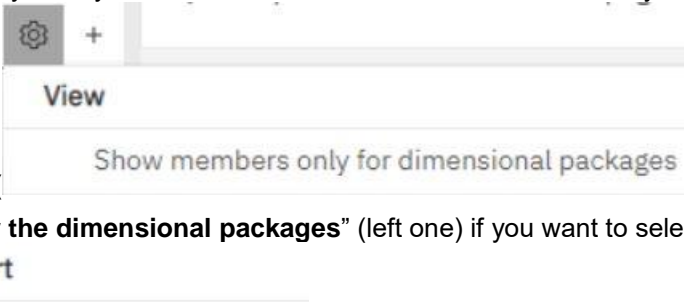 +
View
Show members only for dimensional packages
the dimensional packages” (left one) if you want to sele
t